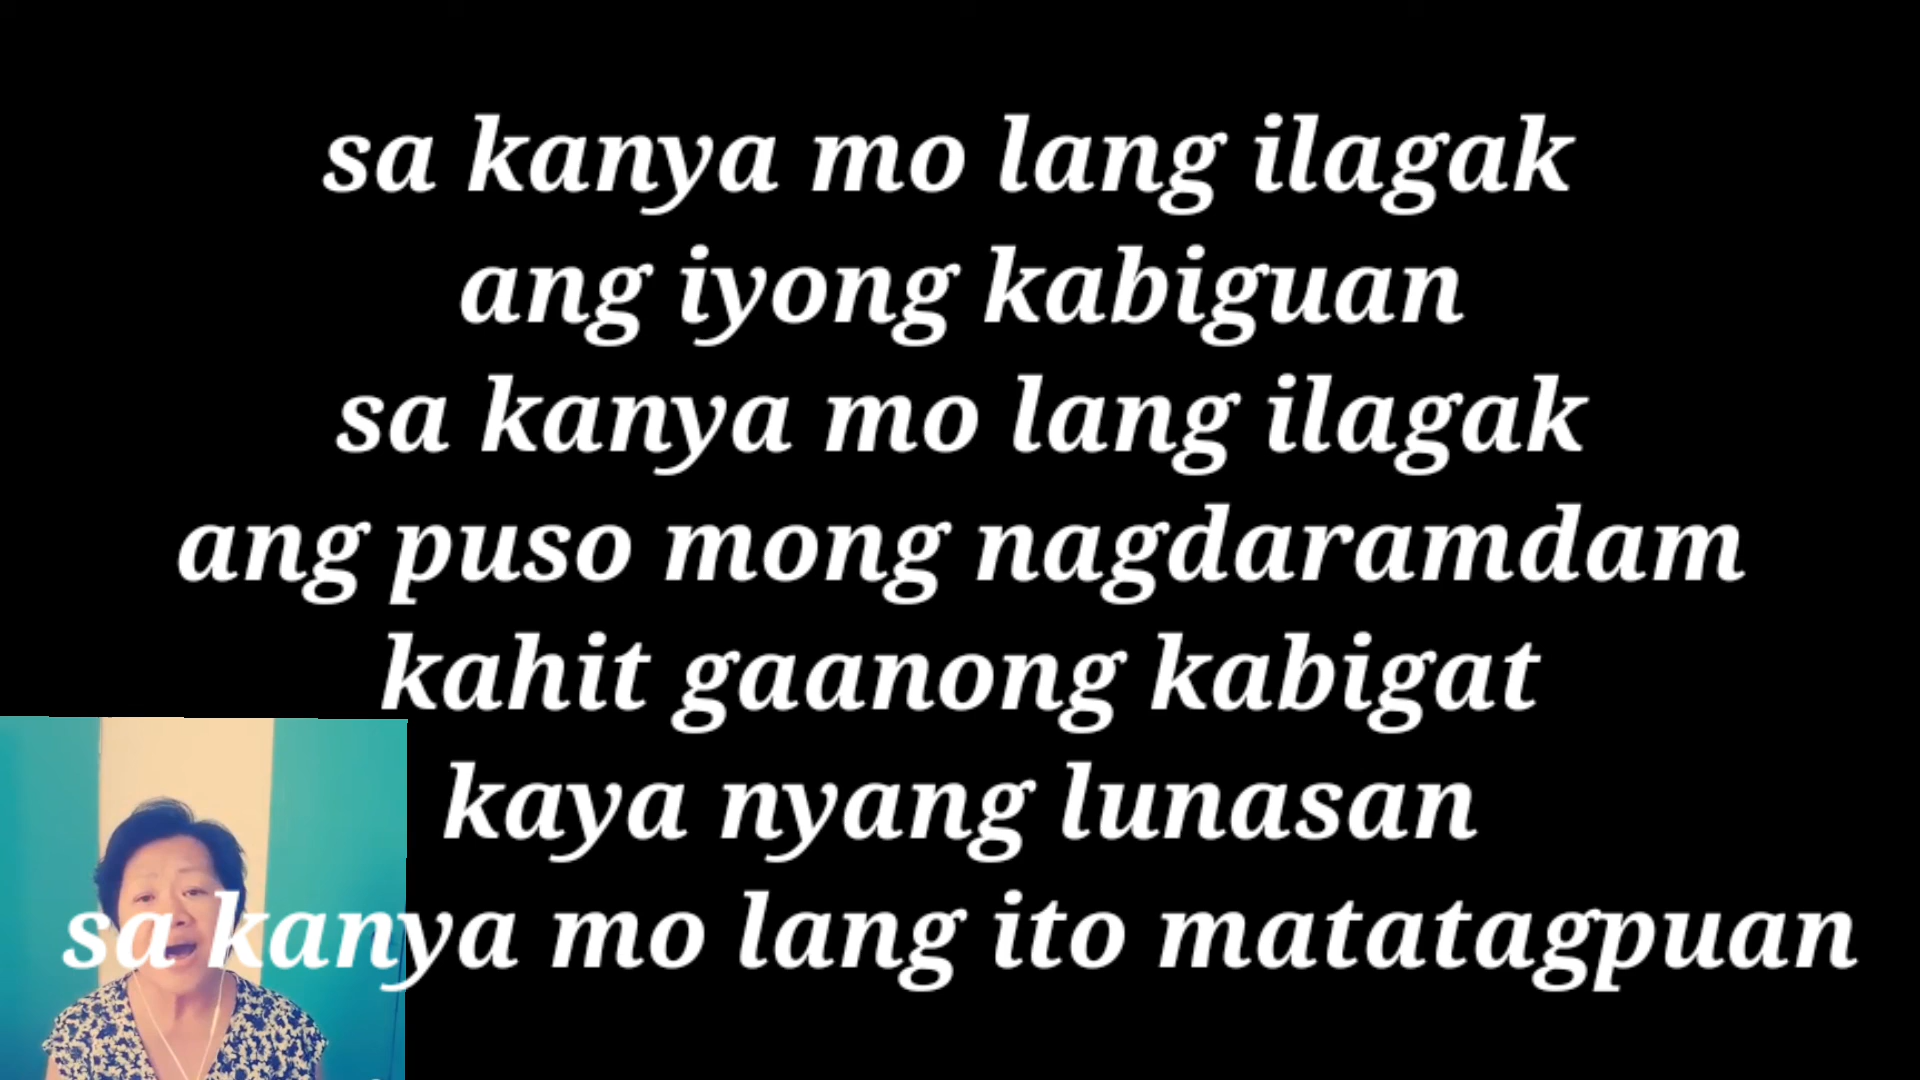 sa kanya mo lang ilagak
ang iyong kabiguan
sa kanya mo lang ilagak
ang puso mong nagdaramdam
kahit gaanong kabigat
kaya nyang lunasan
sa kanya mo lang ito matatagpuan